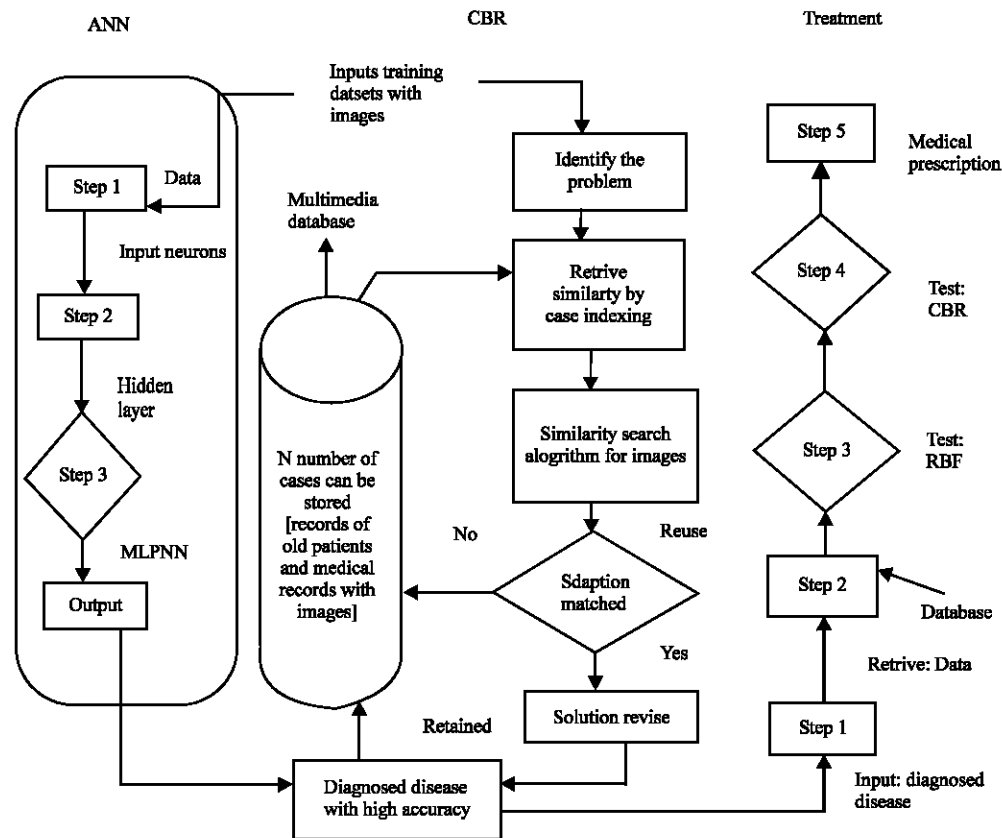 ANN
CBR
Treatment
Inputs training
datsets with
images
Step 1
Data
Input neurons
Step 2
Hidden
layer
Step 3
MLPNN
Output
Multimedia
database
N number of
cases can be
stored
[records of
old patients
and medical
records with
images]
Identify the
problem
Retrive
similarty by
case indexing
Similarity search
alogrithm for images
No
Reuse
Sdaption
matched
Yes
Solution revise
Retained
Diagnosed disease
with high accuracy
Step 5
Medical
prescription
Step 4
Test:
CBR
Step 3
Test:
RBF
Step 2
Database
Retrive: Data
Step 1
Input: diagnosed
disease